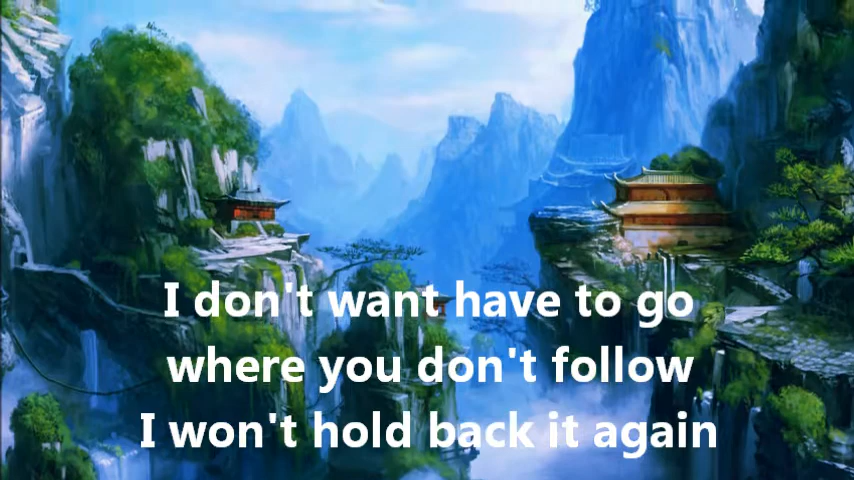 I don't want have to go
where you don't follow
I won't hold back it again